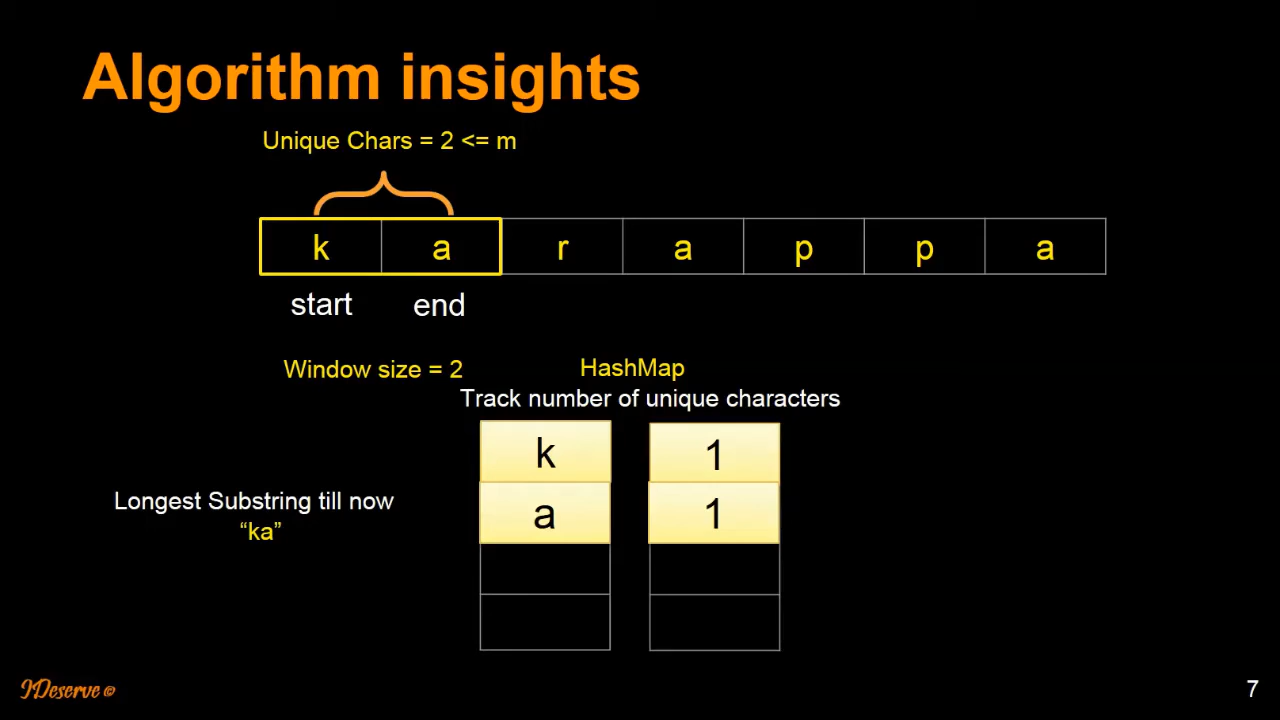 Algorithm insights
Unique Chars = 2 <= m
k a r a p p a
start end
Window size = 2
HashMap
Track number of unique characters
k 1
a 1
Longest Substring till now
“ka”
IDeserve ©
7